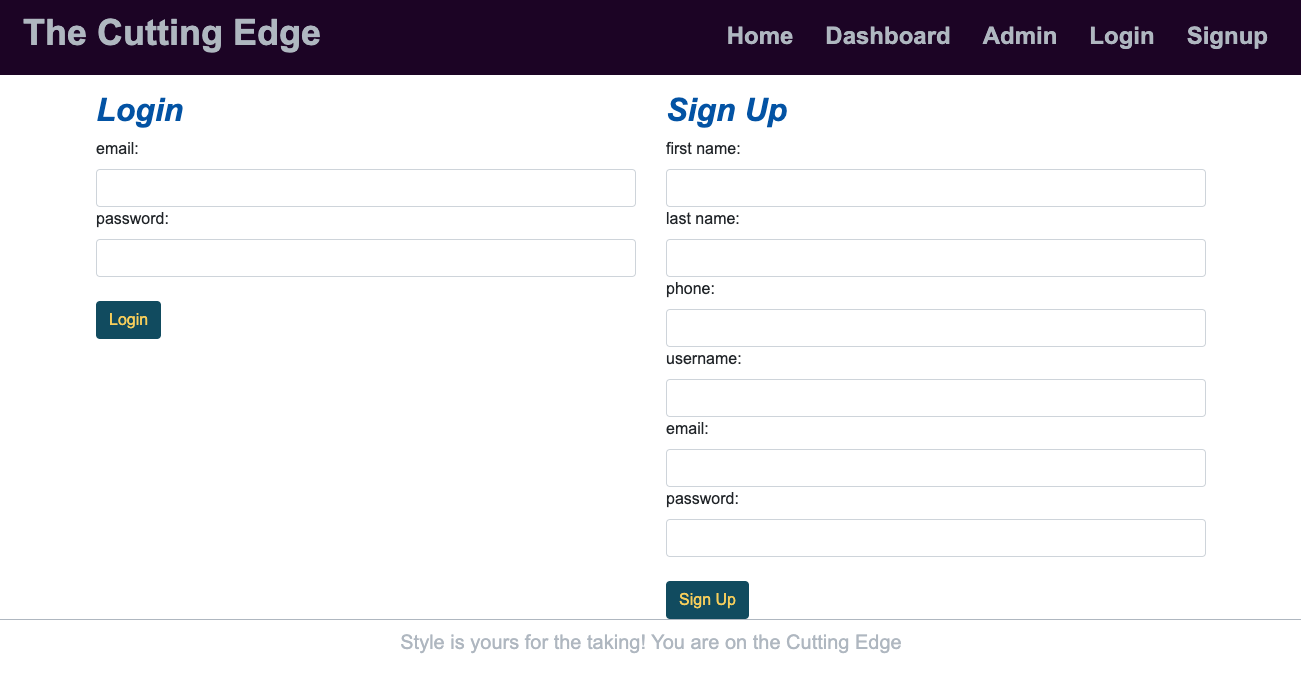 The Cutting Edge
Home Dashboard Admin Login Signup
Login
email:
password:
Login
Sign Up
first name:
last name:
phone:
username:
email:
password:
Sign Up
Style is yours for the taking! You are on the Cutting Edge